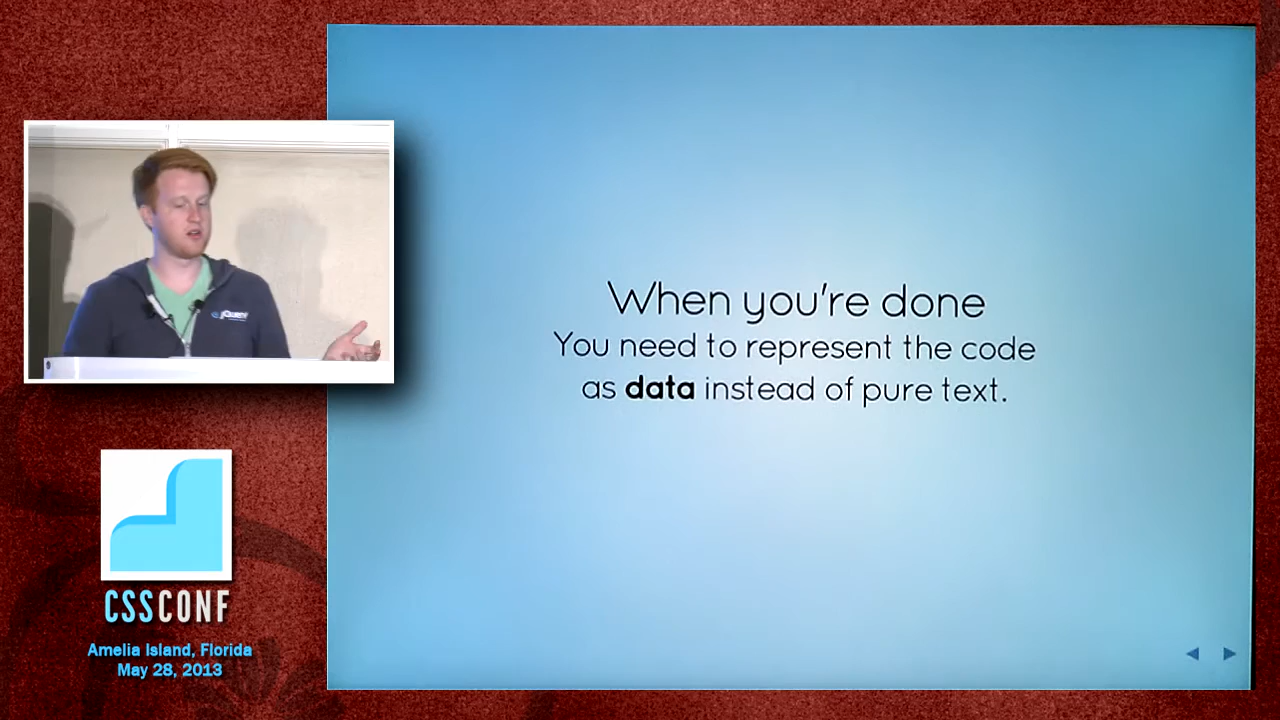 When you're done
You need to represent the code
as data instead of pure text.
jQuery
CSSCONF
Amelia Island, Florida
May 28, 2013